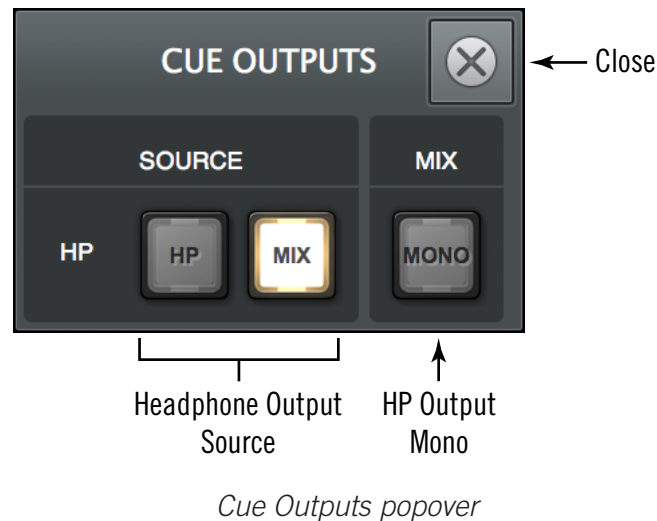 CUE OUTPUTS
Close
SOURCE
MIX
HP
HP
MIX
MONO
Headphone Output
Source
HP Output
Mono
Cue Outputs popover